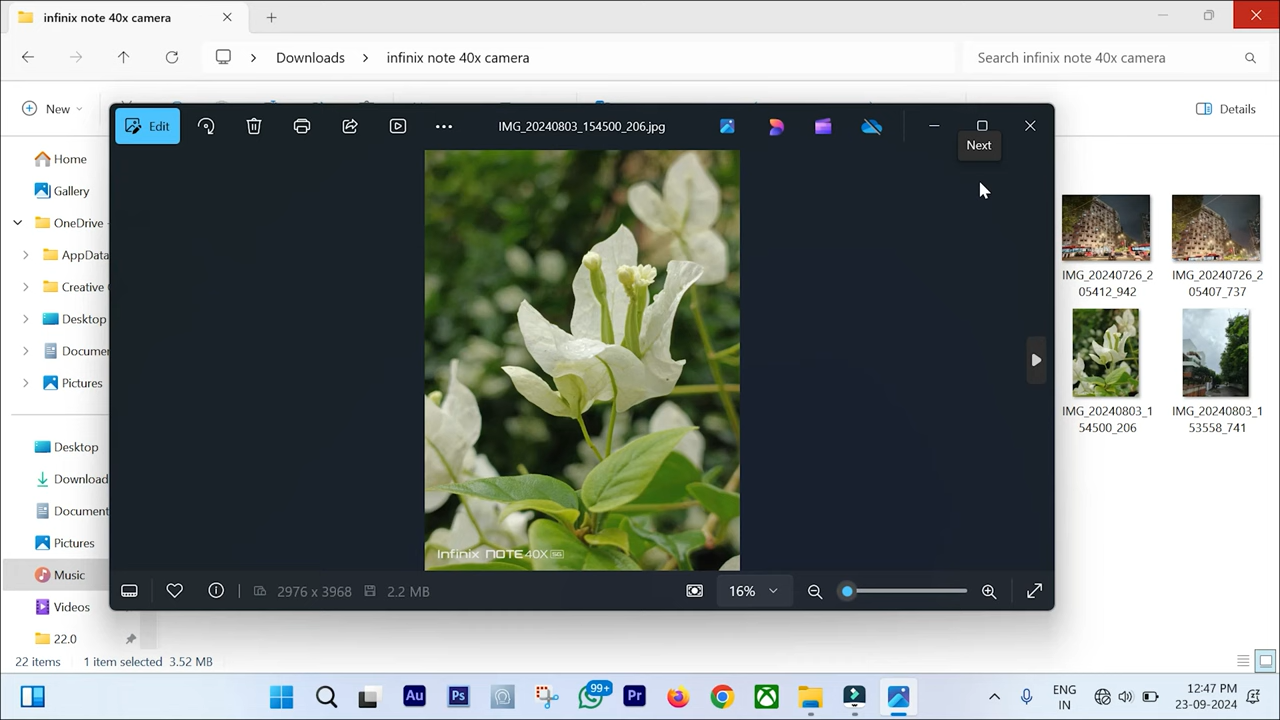 infinix note 40x camera
Downloads
infinix note 40x camera
Search infinix note 40x camera
New
Details
Edit
IMG_20240803_154500_206.jpg
Next
Home
Gallery
OneDrive -
AppData
Creative
Desktop
Documen
Pictures
Desktop
Download
Document
Pictures
Music
Videos
22.0
IMG_20240726_2
05412_942
IMG_20240726_2
05407_737
IMG_20240803_1
54500_206
IMG_20240803_1
53558_741
Infinix NOTE40X 5G
2976 x 3968
2.2 MB
16%
22 items
1 item selected 3.52 MB
Au
Ps
99+
Pr
ENG
IN
12:47 PM
23-09-2024